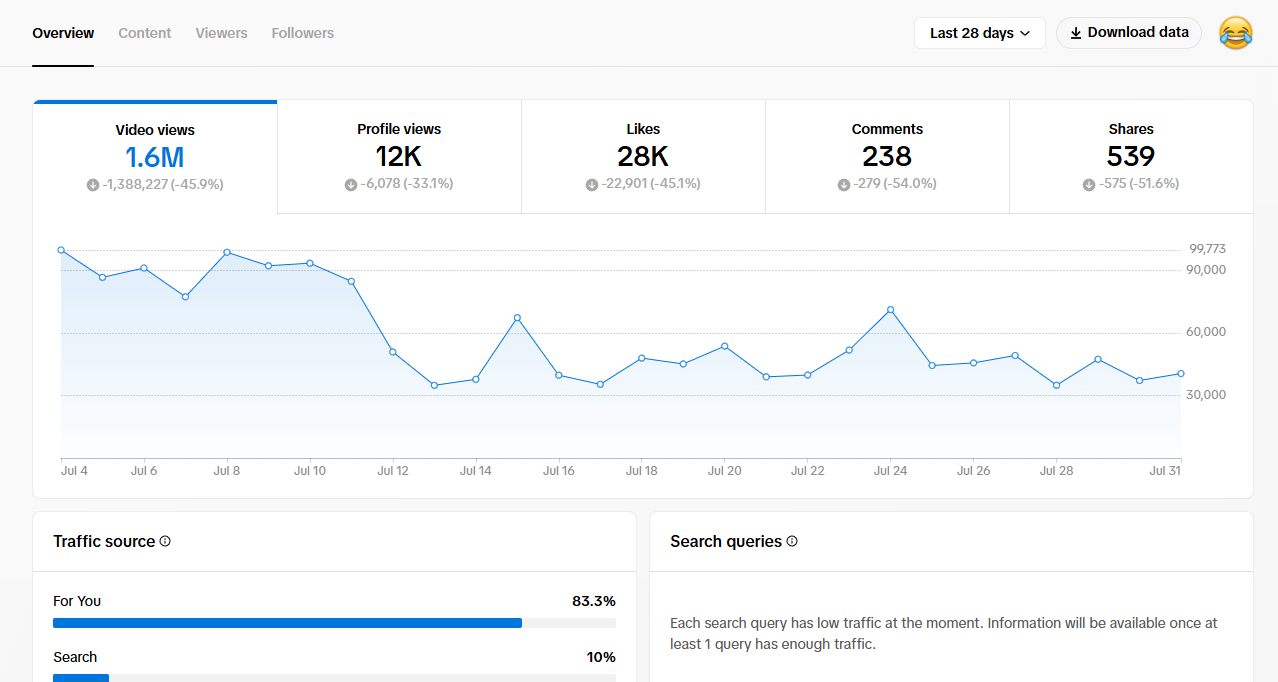 Overview Content Viewers Followers Last 28 days Download data
Video views Profile views Likes Comments Shares
1.6M 12K 28K 238 539
-1,388,227 (-45.9%) -6,078 (-33.1%) -22,901 (-45.1%) -279 (-54.0%) -575 (-51.6%)
99,773
90,000
60,000
30,000
Jul 4 Jul 6 Jul 8 Jul 10 Jul 12 Jul 14 Jul 16 Jul 18 Jul 20 Jul 22 Jul 24 Jul 26 Jul 28 Jul 31
Traffic source
For You 83.3%
Search 10%
Search queries
Each search query has low traffic at the moment. Information will be available once at
least 1 query has enough traffic.